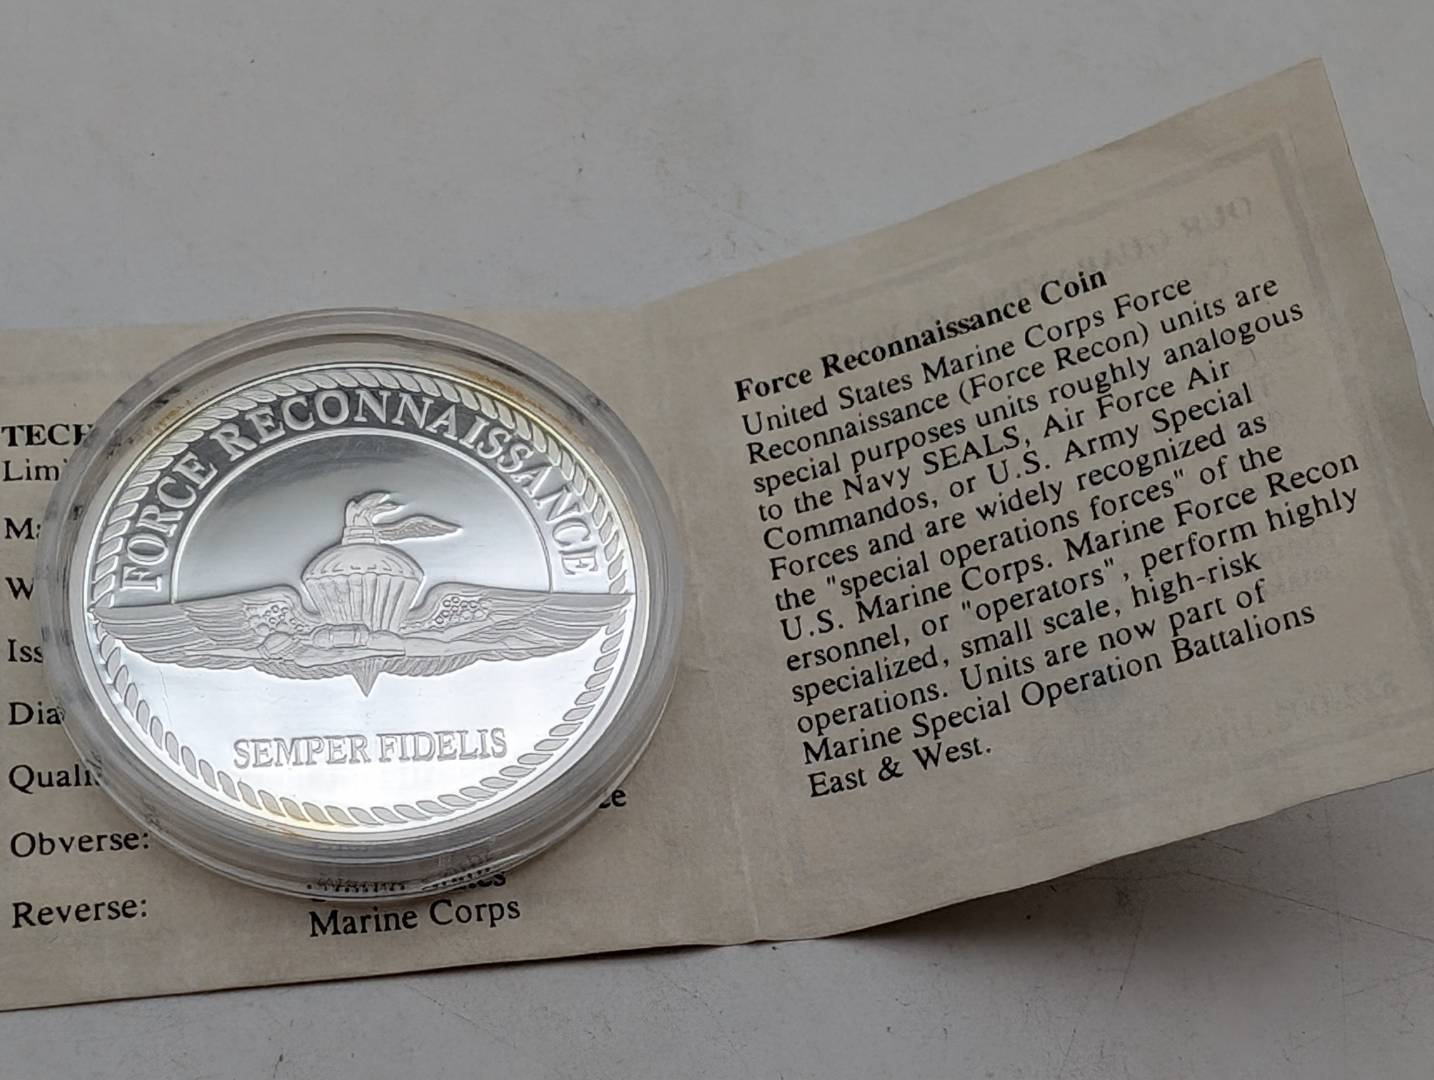 FORCE RECONNAISSANCE
SEMPER FIDELIS
Obverse:
Reverse:
Marine Corps
Force Reconnaissance Coin
United States Marine Corps Force
Reconnaissance (Force Recon) units are
special purposes units roughly analogous
to the Navy SEALS, Air Force Air
Commandos, or U.S. Army Special
Forces and are widely recognized as
the "special operations forces" of the
U.S. Marine Corps. Marine Force Recon
ersonnel, or "operators", perform highly
specialized, small scale, high-risk
operations. Units are now part of
Marine Special Operation Battalions
East & West.